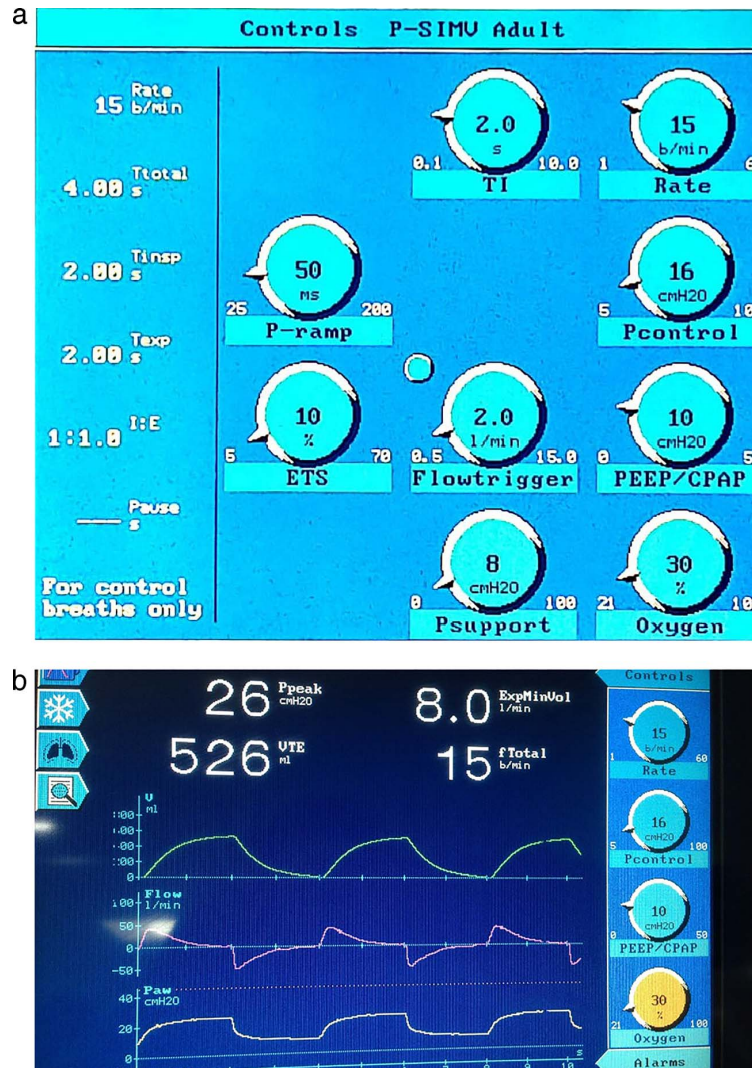 a
Controls P-SIMV Adult
15 Rate b/min
4.00 Ttotal s
2.00 Tinsp s
2.00 Texp s
1:1.0 I:E
Pause s
For control
breaths only
2.0
s
0.1 10.0
TI
15
b/min
1 6
Rate
50
ms
25 200
P-ramp
16
cmH2O
5 10
Pcontrol
10
%
5 70
ETS
2.0
l/min
0.5 15.0
Flowtrigger
10
cmH2O
0 5
PEEP/CPAP
8
cmH2O
0 100
Psupport
30
%
21 10
Oxygen
b
26 Ppeak cmH2O
8.0 ExpMinVol l/min
526 VTE ml
15 fTotal b/min
V
ml
0
Flow
l/min
50
0
-50
Paw
cmH2O
40
20
0
10
s
Controls
15
b/min
1 60
Rate
16
cmH2O
5 100
Pcontrol
10
cmH2O
0 50
PEEP/CPAP
30
%
21 100
Oxygen
Alarms